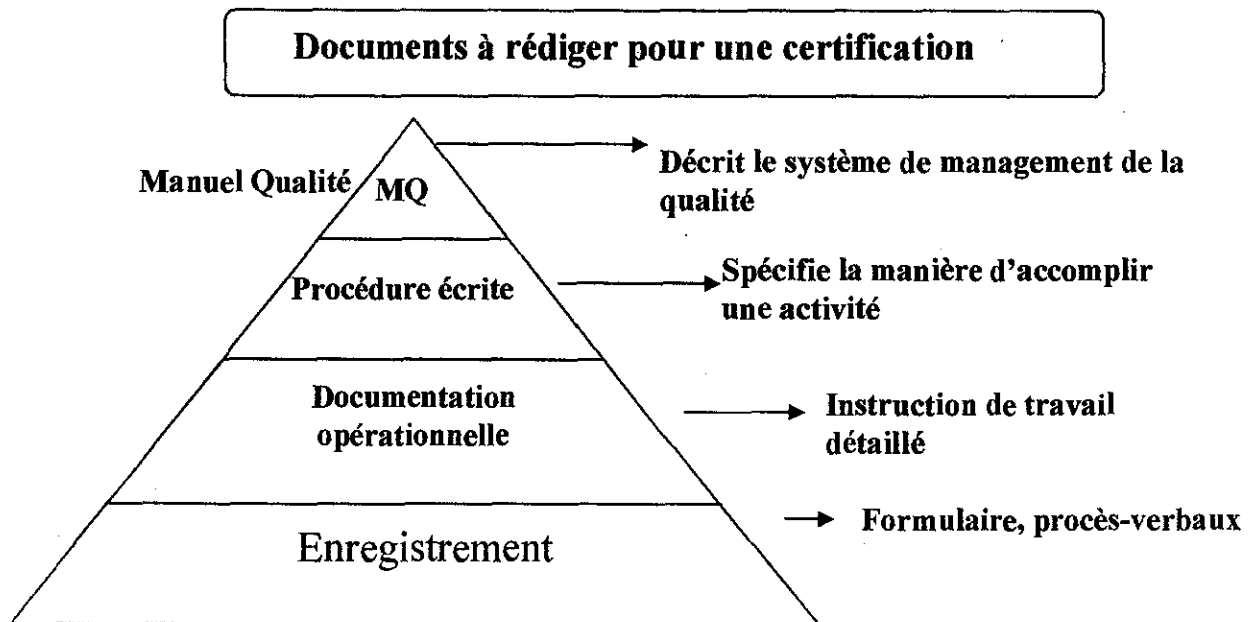 Documents à rédiger pour une certification
Manuel Qualité
MQ
Décrit le système de management de la
qualité
Procédure écrite
Spécifie la manière d'accomplir
une activité
Documentation
opérationnelle
Instruction de travail
détaillé
Enregistrement
Formulaire, procès-verbaux